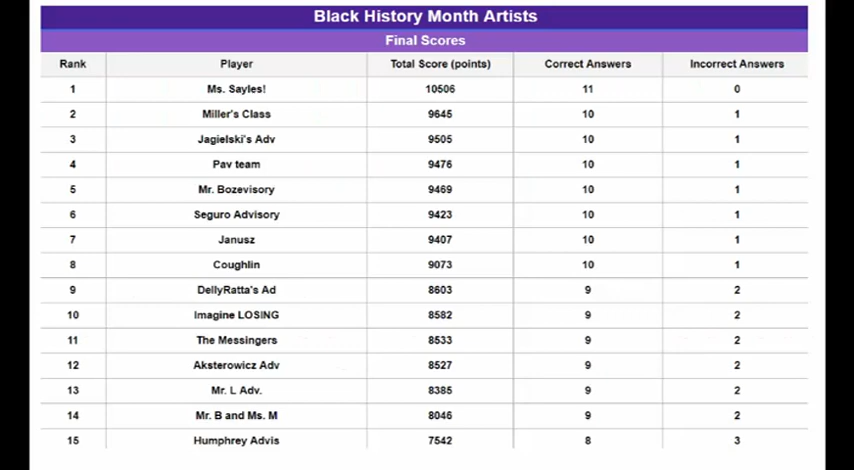 Black History Month Artists
Final Scores
Rank Player Total Score (points) Correct Answers Incorrect Answers
1 Ms. Sayles! 10506 11 0
2 Miller's Class 9645 10 1
3 Jagielski's Adv 9505 10 1
4 Pav team 9476 10 1
5 Mr. Bozevisory 9469 10 1
6 Seguro Advisory 9423 10 1
7 Janusz 9407 10 1
8 Coughlin 9073 10 1
9 DellyRatta's Ad 8603 9 2
10 Imagine LOSING 8582 9 2
11 The Messingers 8533 9 2
12 Aksterowicz Adv 8527 9 2
13 Mr. L Adv. 8385 9 2
14 Mr. B and Ms. M 8046 9 2
15 Humphrey Advis 7542 8 3